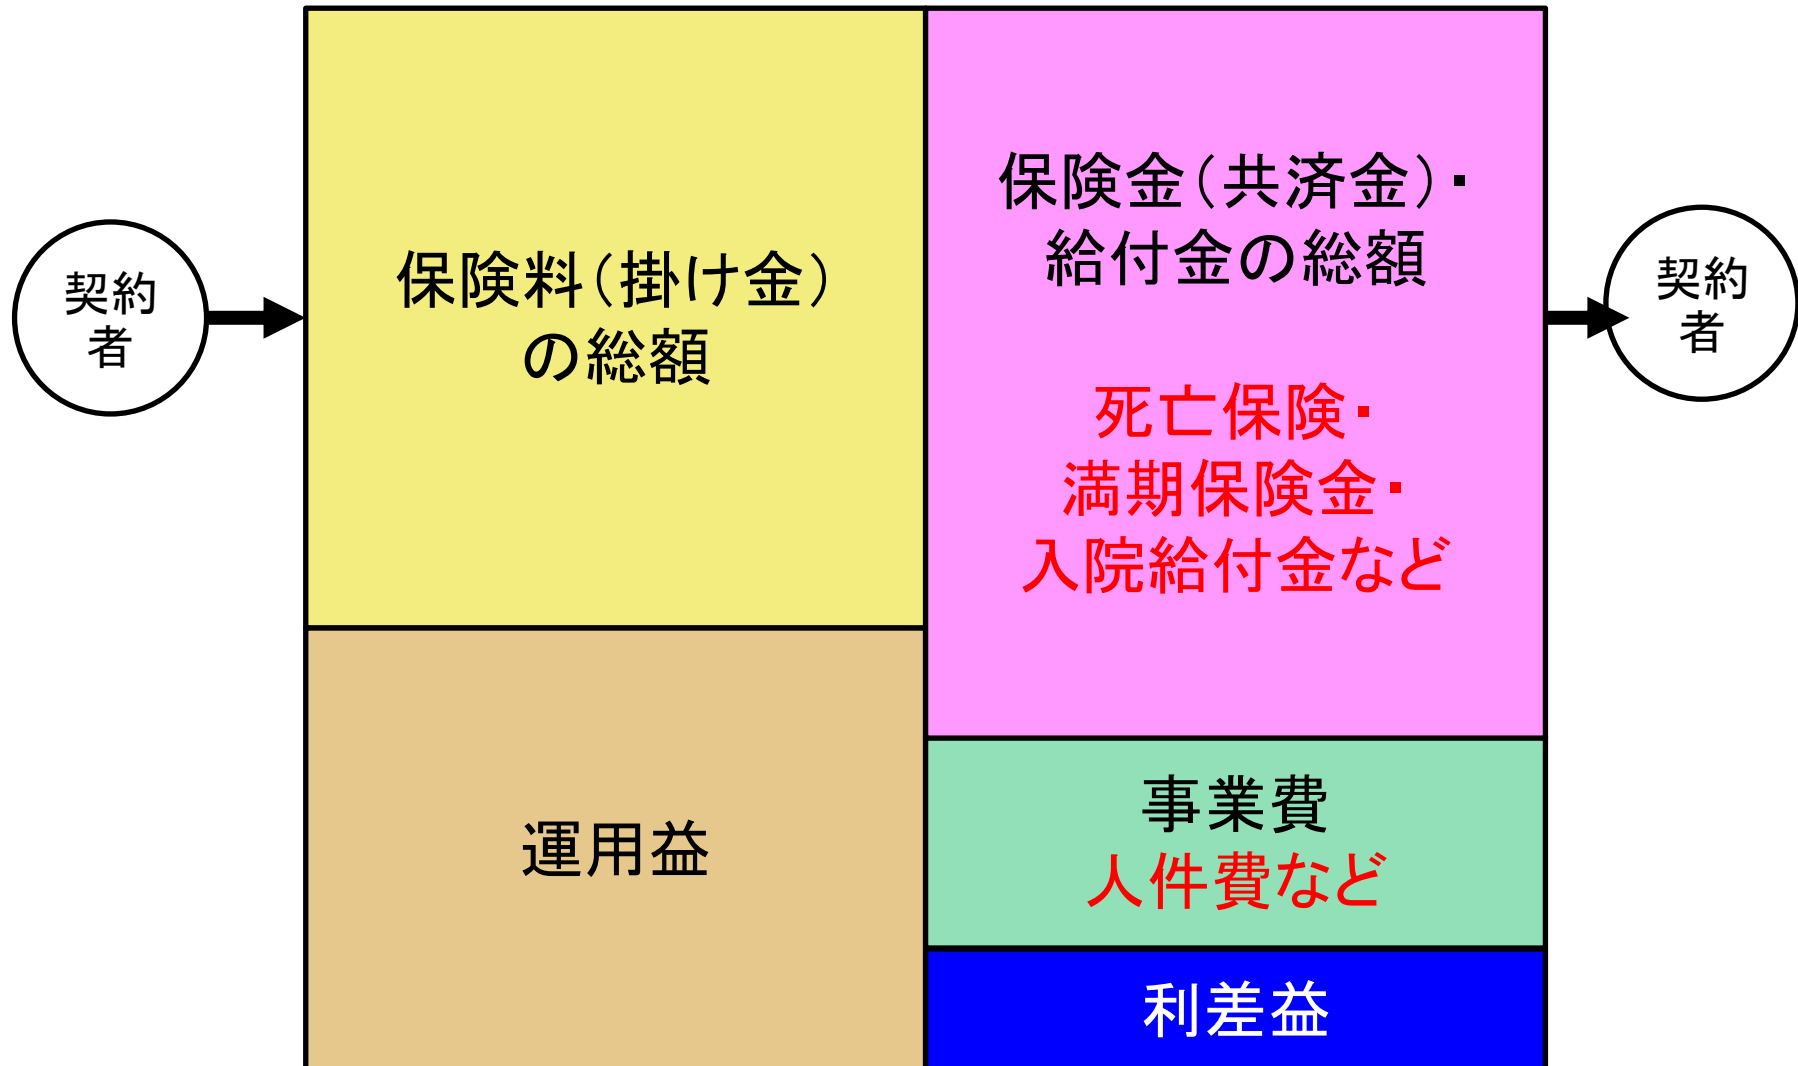 契約
者
保険料（掛け金）
の総額
運用益
保険金（共済金）・
給付金の総額
死亡保険・
満期保険金・
入院給付金など
事業費
人件費など
利差益
契約
者